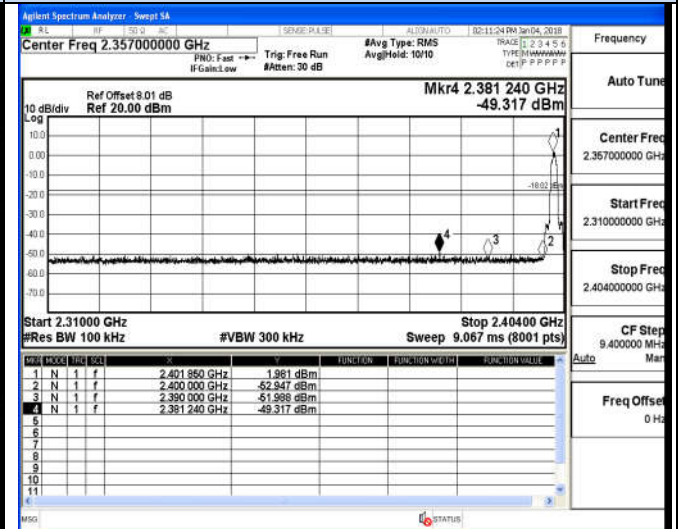 Agilent Spectrum Analyzer - Swept SA
RL RF 50 Ω AC SENSE:PULSE ALIGN AUTO 02:11:24 PM Jan 04, 2018
Center Freq 2.357000000 GHz
PNO: Fast
IFGain:Low
Trig: Free Run
#Atten: 30 dB
#Avg Type: RMS
Avg|Hold: 10/10
TRACE 1 2 3 4 5 6
TYPE MWWWWW
DET P P P P P P
Frequency
Auto Tune
Ref Offset 8.01 dB
10 dB/div Ref 20.00 dBm
Log
Mkr4 2.381 240 GHz
-49.317 dBm
10.0
0.00
-10.0
-20.0
-30.0
-40.0
-50.0
-60.0
-70.0
1
-18.02 dBm
4
3
2
Center Freq
2.357000000 GHz
Start Freq
2.310000000 GHz
Stop Freq
2.404000000 GHz
CF Step
9.400000 MHz
Auto Man
Freq Offset
0 Hz
Start 2.31000 GHz Stop 2.40400 GHz
#Res BW 100 kHz #VBW 300 kHz Sweep 9.067 ms (8001 pts)
MKR MODE TRC SCL X Y FUNCTION FUNCTION WIDTH FUNCTION VALUE
1 N 1 f 2.401 850 GHz 1.981 dBm
2 N 1 f 2.400 000 GHz -52.947 dBm
3 N 1 f 2.390 000 GHz -51.988 dBm
4 N 1 f 2.381 240 GHz -49.317 dBm
5
6
7
8
9
10
11
MSG STATUS